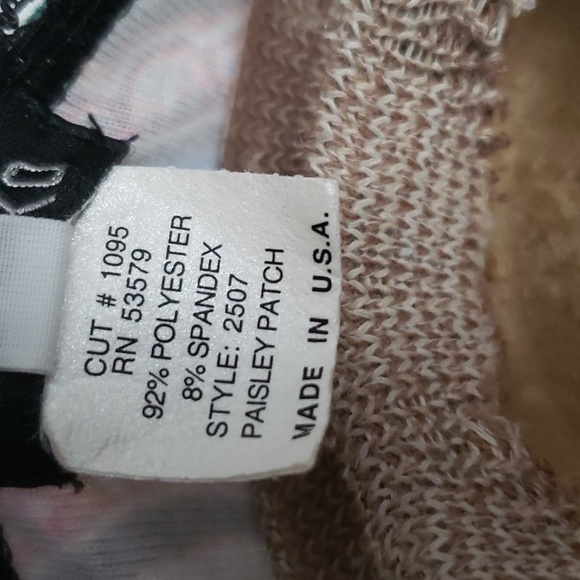 CUT # 1095
RN 53579
92% POLYESTER
8% SPANDEX
STYLE: 2507
PAISLEY PATCH
MADE IN U.S.A.